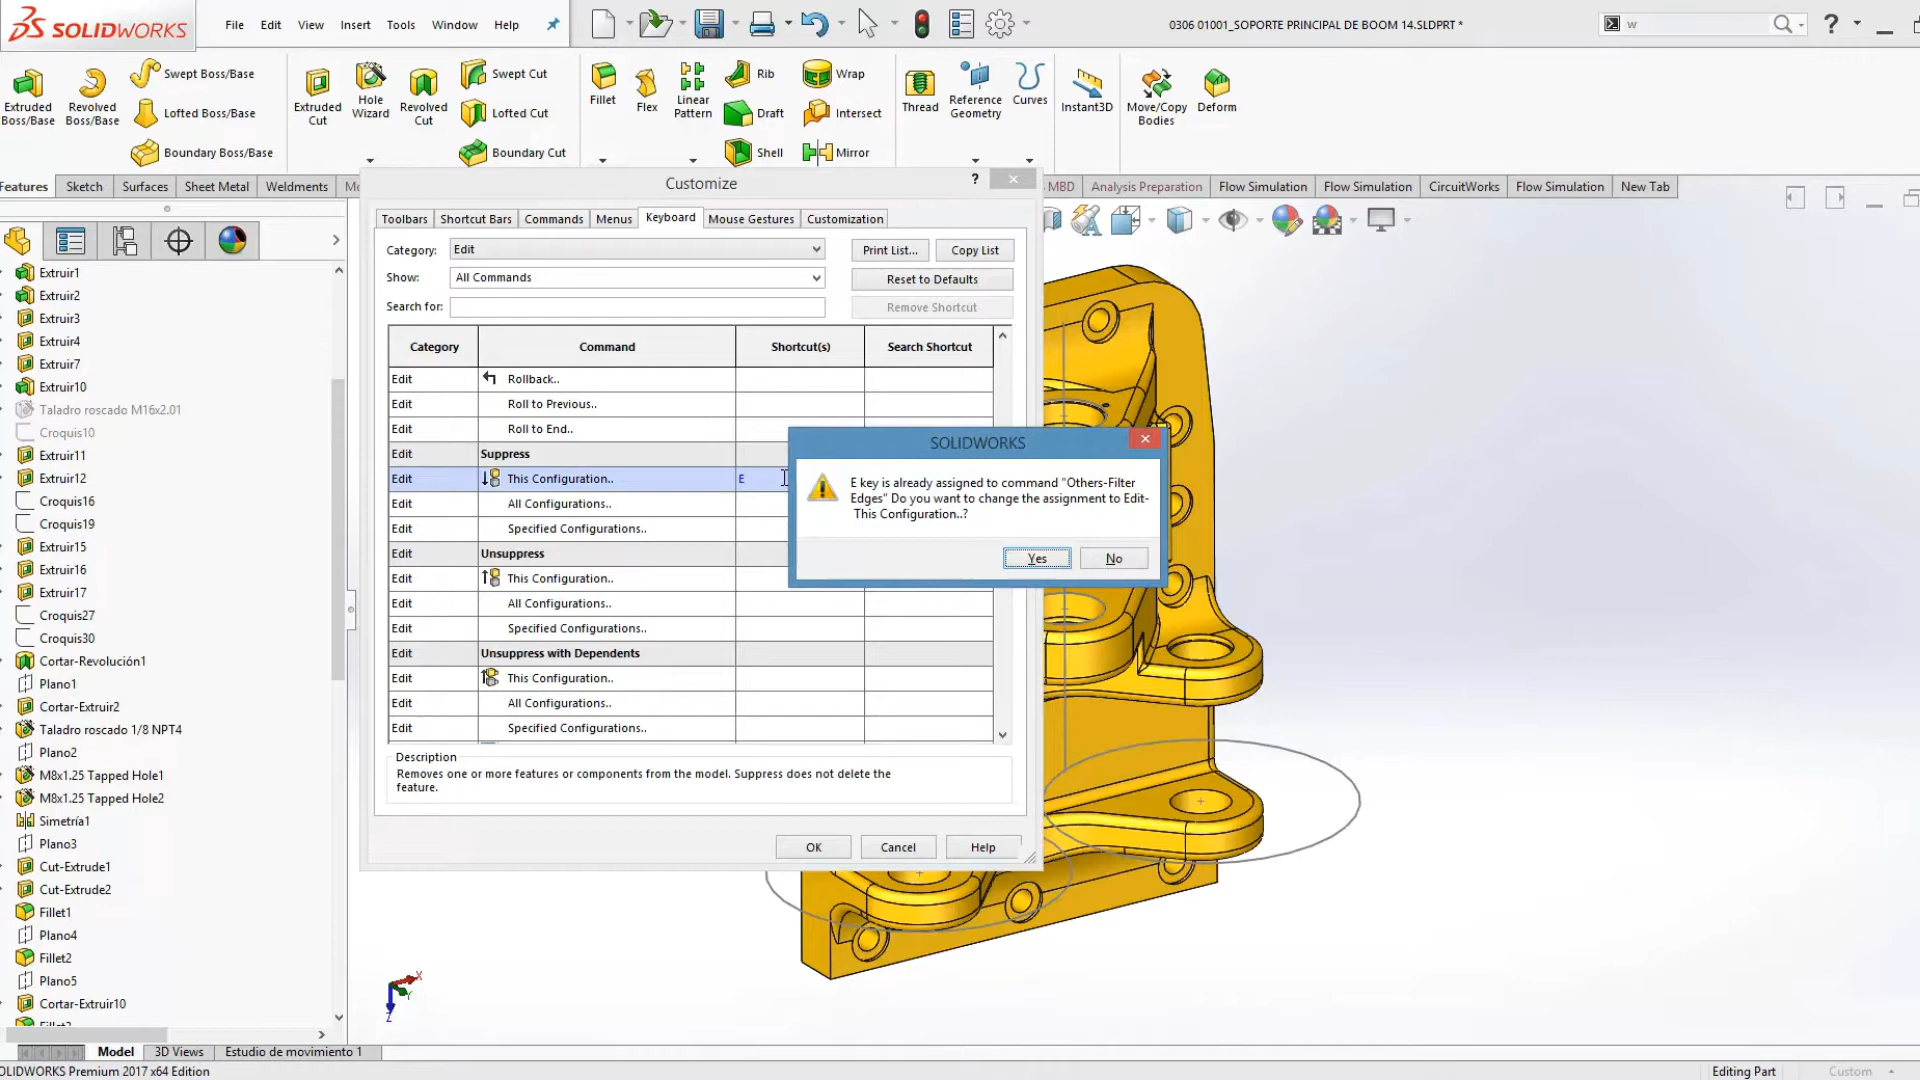 SOLIDWORKS
File Edit View Insert Tools Window Help
0306 01001_SOPORTE PRINCIPAL DE BOOM 14.SLDPRT *
w
?
Extruded Boss/Base
Revolved Boss/Base
Swept Boss/Base
Lofted Boss/Base
Boundary Boss/Base
Extruded Cut
Hole Wizard
Revolved Cut
Swept Cut
Lofted Cut
Boundary Cut
Fillet
Flex
Linear Pattern
Rib
Draft
Shell
Wrap
Intersect
Mirror
Thread
Reference Geometry
Curves
Instant3D
Move/Copy Bodies
Deform
Features Sketch Surfaces Sheet Metal Weldments
MBD Analysis Preparation Flow Simulation Flow Simulation CircuitWorks Flow Simulation New Tab
Extruir1
Extruir2
Extruir3
Extruir4
Extruir7
Extruir10
Taladro roscado M16x2.01
Croquis10
Extruir11
Extruir12
Croquis16
Croquis19
Extruir15
Extruir16
Extruir17
Croquis27
Croquis30
Cortar-Revolución1
Plano1
Cortar-Extruir2
Taladro roscado 1/8 NPT4
Plano2
M8x1.25 Tapped Hole1
M8x1.25 Tapped Hole2
Simetría1
Plano3
Cut-Extrude1
Cut-Extrude2
Fillet1
Plano4
Fillet2
Plano5
Cortar-Extruir10
Customize
?
Toolbars Shortcut Bars Commands Menus Keyboard Mouse Gestures Customization
Category: Edit Print List... Copy List
Show: All Commands Reset to Defaults
Search for: Remove Shortcut
Category Command Shortcut(s) Search Shortcut
Edit Rollback..
Edit Roll to Previous..
Edit Roll to End..
Edit Suppress
Edit This Configuration.. E
Edit All Configurations..
Edit Specified Configurations..
Edit Unsuppress
Edit This Configuration..
Edit All Configurations..
Edit Specified Configurations..
Edit Unsuppress with Dependents
Edit This Configuration..
Edit All Configurations..
Edit Specified Configurations..
Description
Removes one or more features or components from the model. Suppress does not delete the
feature.
OK Cancel Help
SOLIDWORKS
E key is already assigned to command "Others-Filter
Edges" Do you want to change the assignment to Edit-
This Configuration..?
Yes No
X
Y
Z
Model 3D Views Estudio de movimiento 1
OLIDWORKS Premium 2017 x64 Edition
Editing Part
Custom